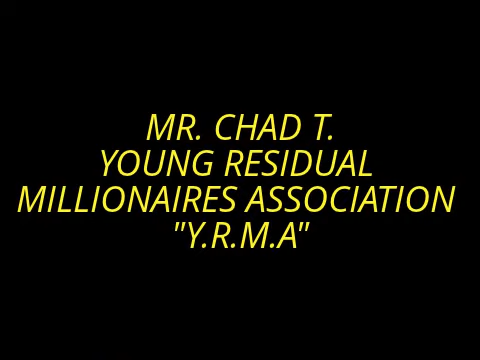 MR. CHAD T.
YOUNG RESIDUAL
MILLIONAIRES ASSOCIATION
"Y.R.M.A"